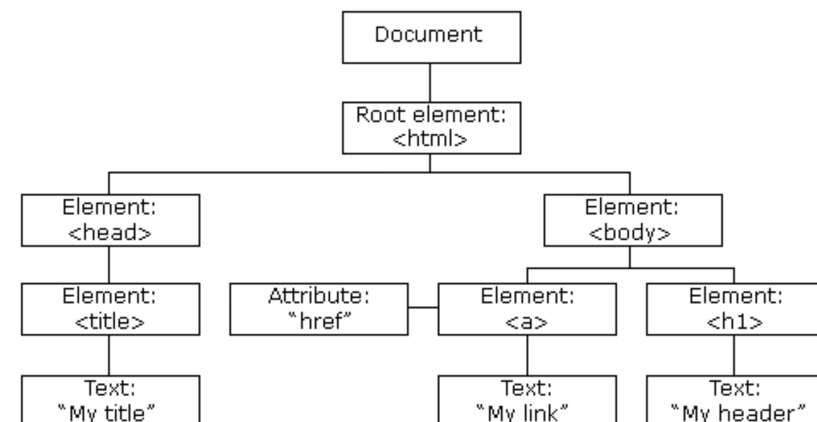 Document
Root element:
<html>
Element:
<head>
Element:
<body>
Element:
<title>
Attribute:
“href”
Element:
<a>
Element:
<h1>
Text:
“My title”
Text:
“My link”
Text:
“My header”